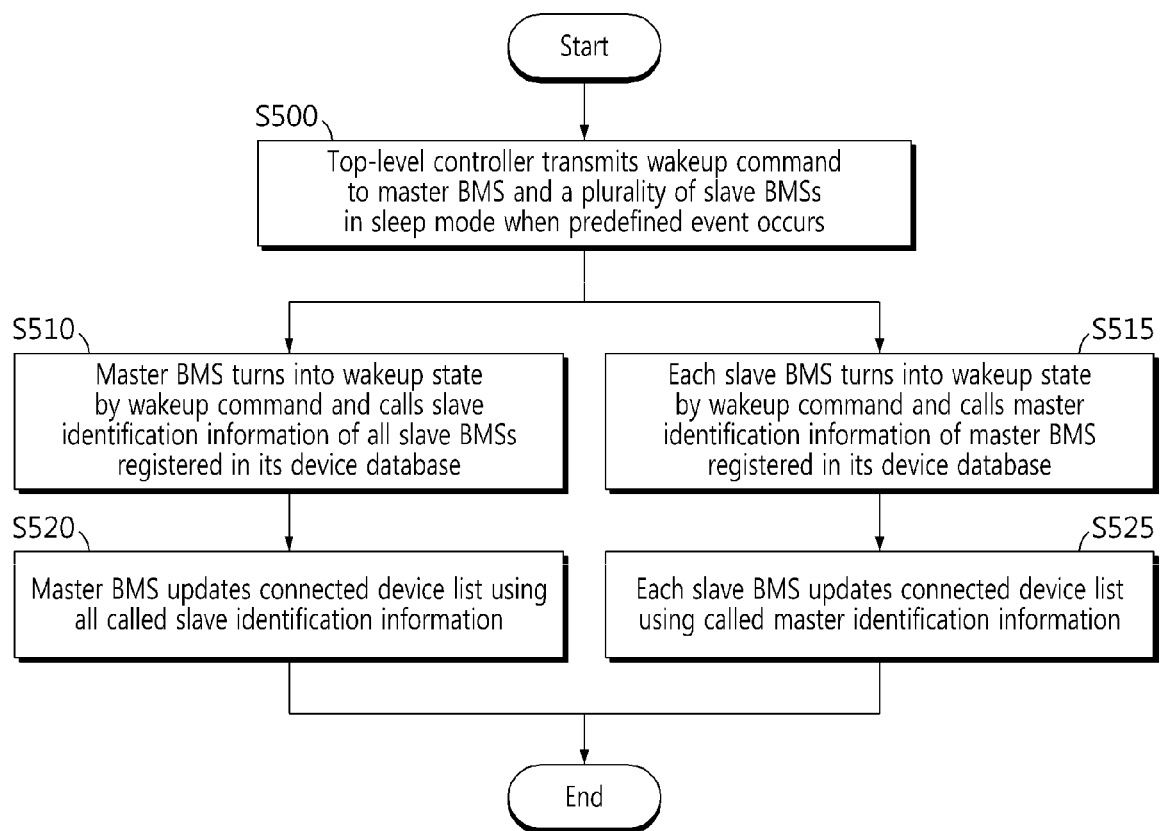 Start
S500
Top-level controller transmits wakeup command
to master BMS and a plurality of slave BMSs
in sleep mode when predefined event occurs
S510
Master BMS turns into wakeup state
by wakeup command and calls slave
identification information of all slave BMSs
registered in its device database
S515
Each slave BMS turns into wakeup state
by wakeup command and calls master
identification information of master BMS
registered in its device database
S520
Master BMS updates connected device list using
all called slave identification information
S525
Each slave BMS updates connected device list
using called master identification information
End